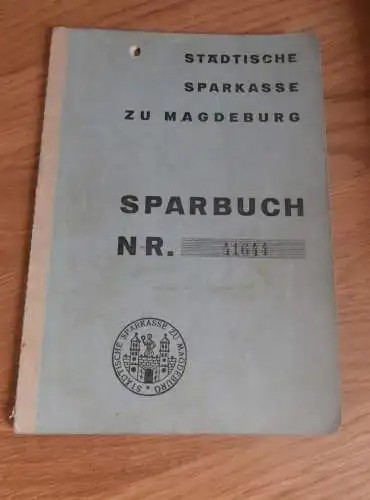 STÄDTISCHE
SPARKASSE
ZU MAGDEBURG
SPARBUCH
NR. 41644
STÄDTISCHE SPARKASSE ZU MAGDEBURG